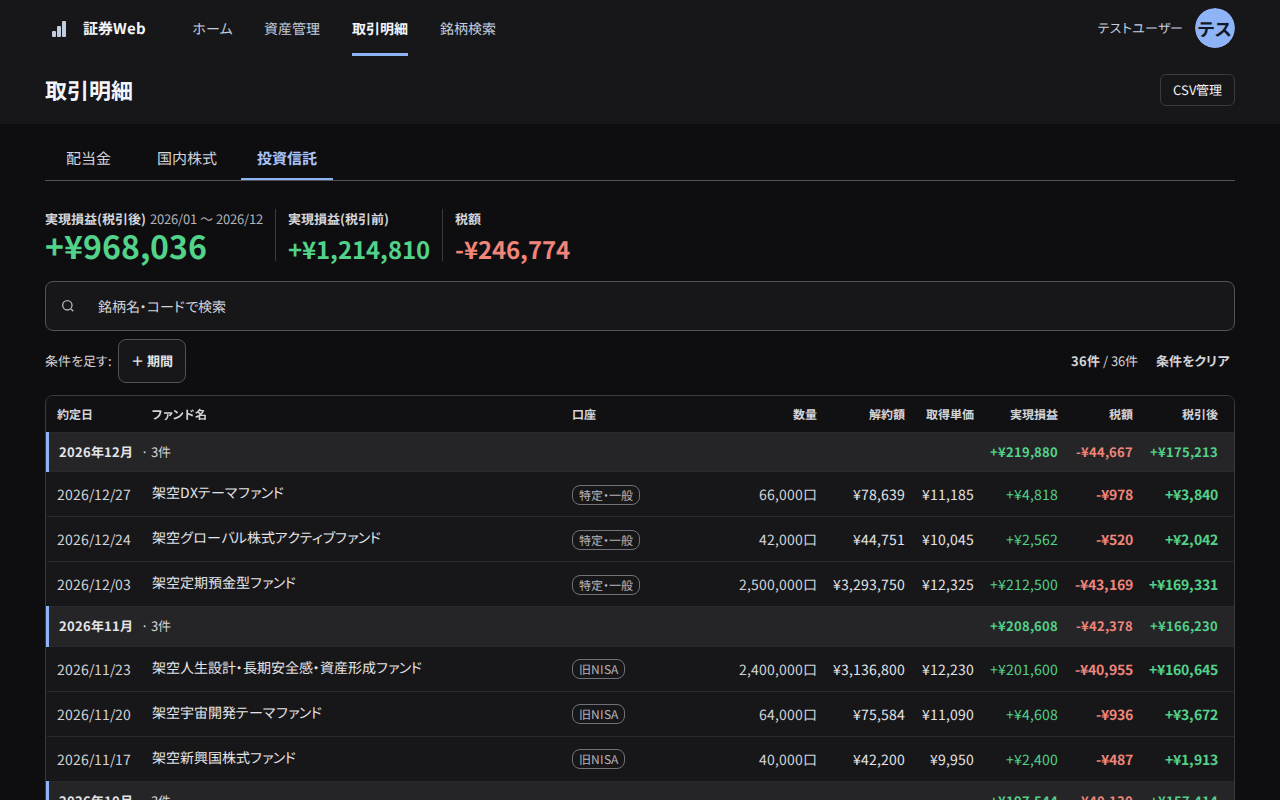 証券Web ホーム 資産管理 取引明細 銘柄検索 テストユーザー テス
取引明細 CSV管理
配当金 国内株式 投資信託
実現損益(税引後) 2026/01 〜 2026/12 実現損益(税引前) 税額
+¥968,036 +¥1,214,810 -¥246,774
銘柄名・コードで検索
条件を足す: + 期間 36件 / 36件 条件をクリア
約定日 ファンド名 口座 数量 解約額 取得単価 実現損益 税額 税引後
2026年12月 · 3件 +¥219,880 -¥44,667 +¥175,213
2026/12/27 架空DXテーマファンド 特定・一般 66,000口 ¥78,639 ¥11,185 +¥4,818 -¥978 +¥3,840
2026/12/24 架空グローバル株式アクティブファンド 特定・一般 42,000口 ¥44,751 ¥10,045 +¥2,562 -¥520 +¥2,042
2026/12/03 架空定期預金型ファンド 特定・一般 2,500,000口 ¥3,293,750 ¥12,325 +¥212,500 -¥43,169 +¥169,331
2026年11月 · 3件 +¥208,608 -¥42,378 +¥166,230
2026/11/23 架空人生設計・長期安全感・資産形成ファンド 旧NISA 2,400,000口 ¥3,136,800 ¥12,230 +¥201,600 -¥40,955 +¥160,645
2026/11/20 架空宇宙開発テーマファンド 旧NISA 64,000口 ¥75,584 ¥11,090 +¥4,608 -¥936 +¥3,672
2026/11/17 架空新興国株式ファンド 旧NISA 40,000口 ¥42,200 ¥9,950 +¥2,400 -¥487 +¥1,913
2026年10月 · 3件 +¥197,544 -¥40,130 +¥157,414